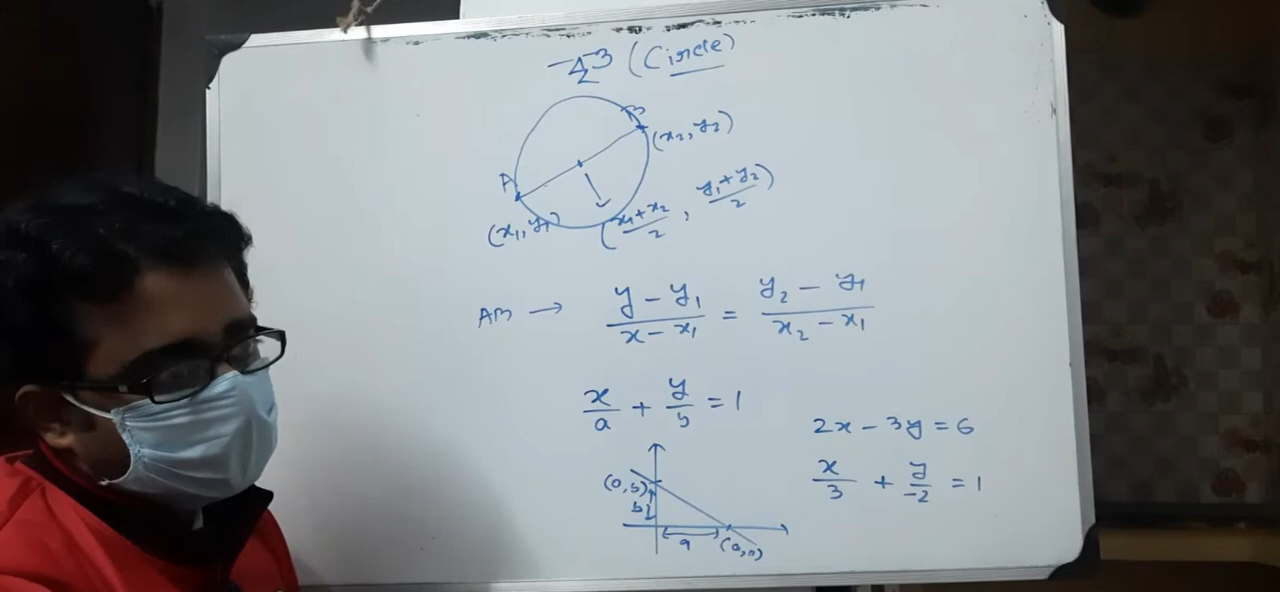 (Circle)
B
(x₂, y₂)
A
(x₁, y₁)
(x₁+x₂/2, y₁+y₂/2)
AB → y − y₁/x − x₁ = y₂ − y₁/x₂ − x₁
x/a + y/b = 1
2x − 3y = 6
x/3 + y/−2 = 1
(0, b)
b
a
(a, 0)